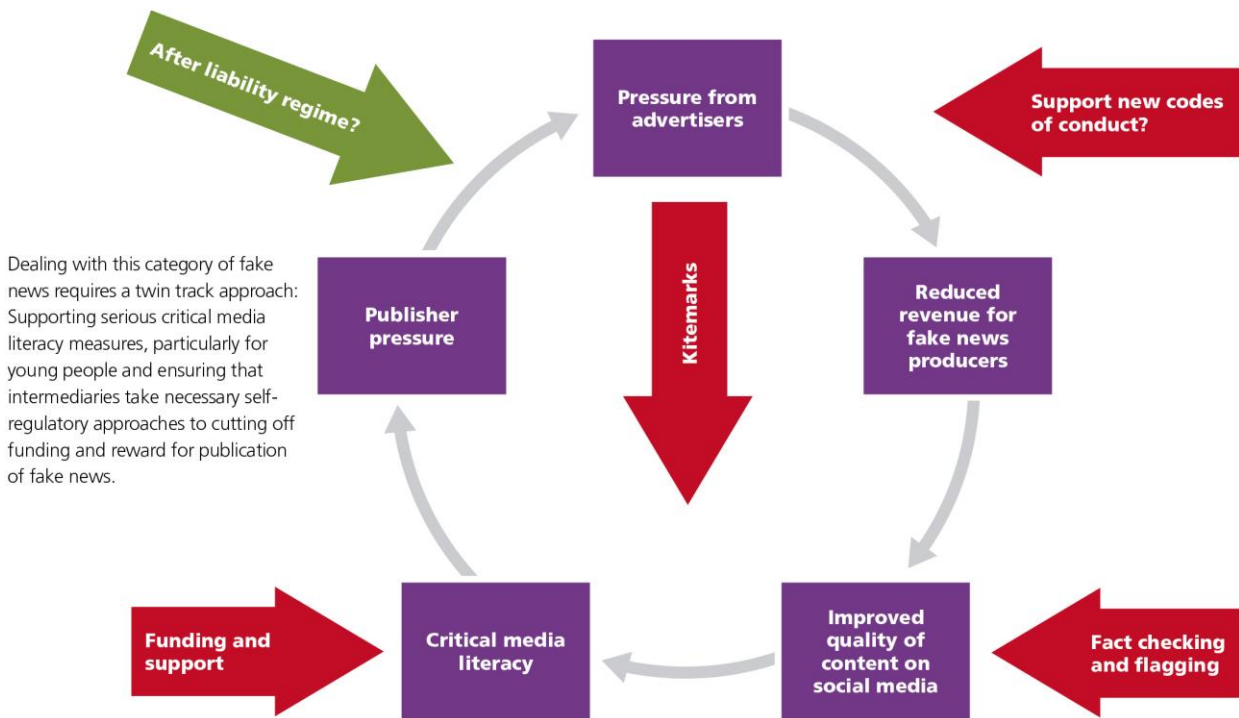 After liability regime?
Pressure from
advertisers
Support new codes
of conduct?
Dealing with this category of fake
news requires a twin track approach:
Supporting serious critical media
literacy measures, particularly for
young people and ensuring that
intermediaries take necessary self-
regulatory approaches to cutting off
funding and reward for publication
of fake news.
Publisher
pressure
Kitemarks
Reduced
revenue for
fake news
producers
Funding and
support
Critical media
literacy
Improved
quality of
content on
social media
Fact checking
and flagging